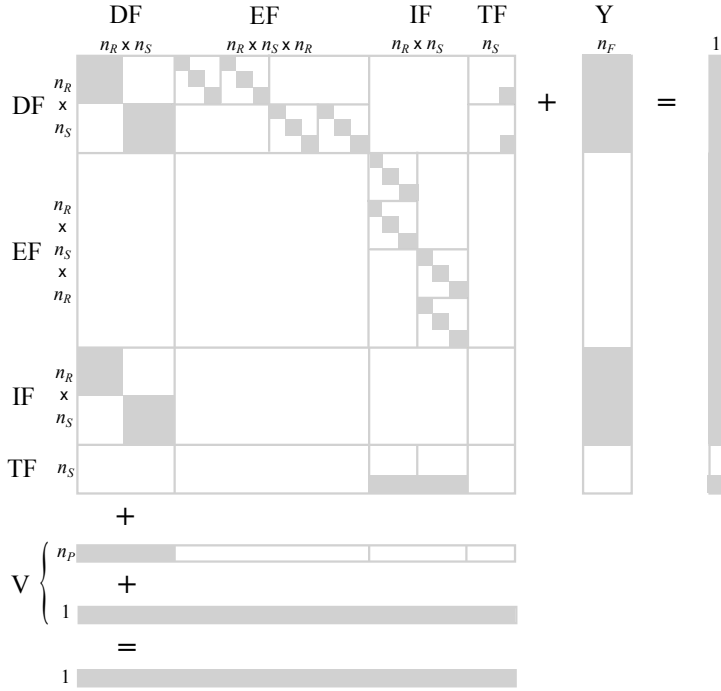 DF EF IF TF Y
n_R x n_S n_R x n_S x n_R n_R x n_S n_S n_F 1
n_R
DF x + =
n_S
n_R
x
EF n_S
x
n_R
n_R
IF x
n_S
TF n_S
+
n_P
V { +
1
=
1